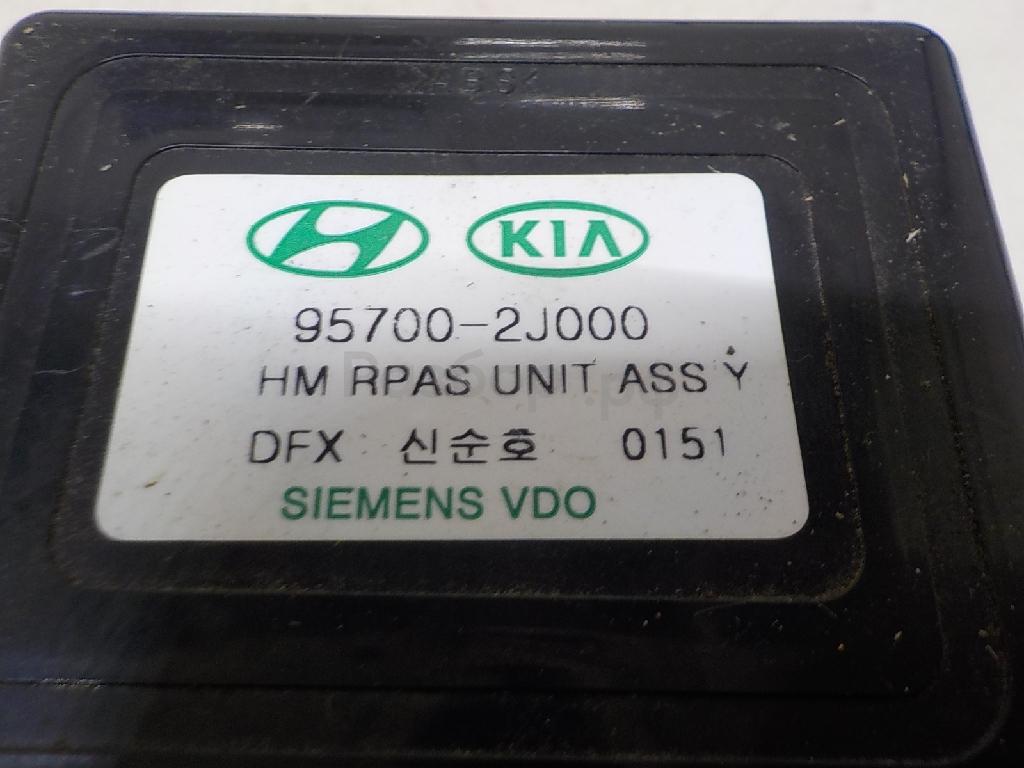 KIA
95700-2J000
HM RPAS UNIT ASS'Y
DFX 신순호 0151
SIEMENS VDO